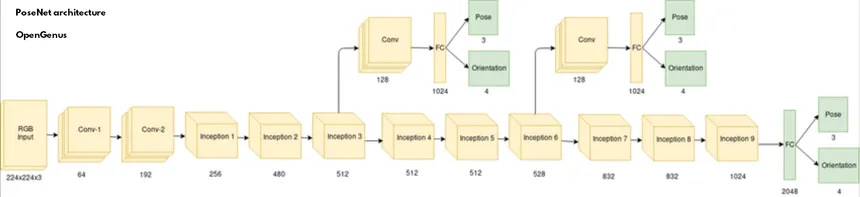 PoseNet architecture
OpenGenus
Conv
128
FC
1024
Pose
3
Orientation
4
Conv
128
FC
1024
Pose
3
Orientation
4
RGB
Input
224x224x3
Conv-1
64
Conv-2
192
Inception 1
256
Inception 2
480
Inception 3
512
Inception 4
512
Inception 5
512
Inception 6
528
Inception 7
832
Inception 8
832
Inception 9
1024
FC
2048
Pose
3
Orientation
4